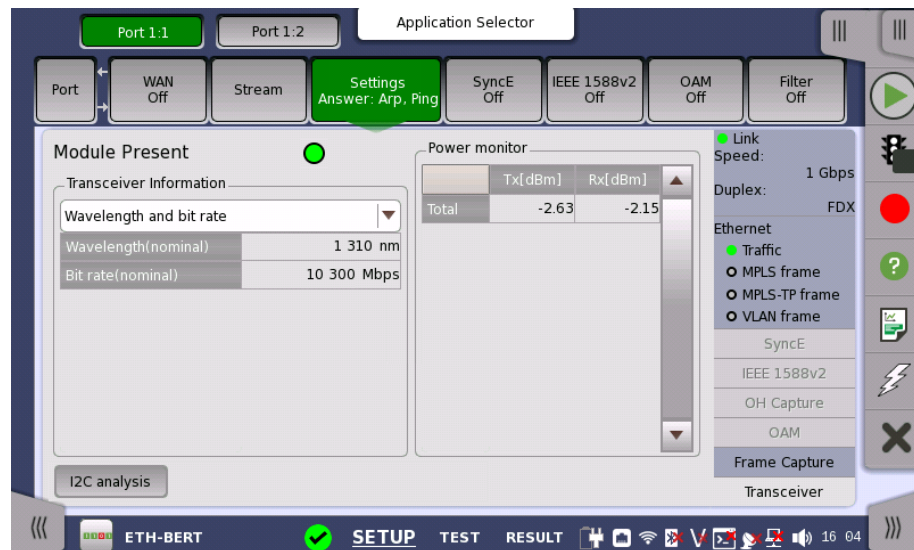 Application Selector
Port 1:1
Port 1:2
Port
WAN
Off
Stream
Settings
Answer: Arp, Ping
SyncE
Off
IEEE 1588v2
Off
OAM
Off
Filter
Off
Module Present
Transceiver Information
Wavelength and bit rate
Wavelength(nominal) 1 310 nm
Bit rate(nominal) 10 300 Mbps
I2C analysis
Power monitor
Tx[dBm] Rx[dBm]
Total -2.63 -2.15
Link
Speed:
1 Gbps
Duplex:
FDX
Ethernet
Traffic
MPLS frame
MPLS-TP frame
VLAN frame
SyncE
IEEE 1588v2
OH Capture
OAM
Frame Capture
Transceiver
ETH-BERT SETUP TEST RESULT 16 04